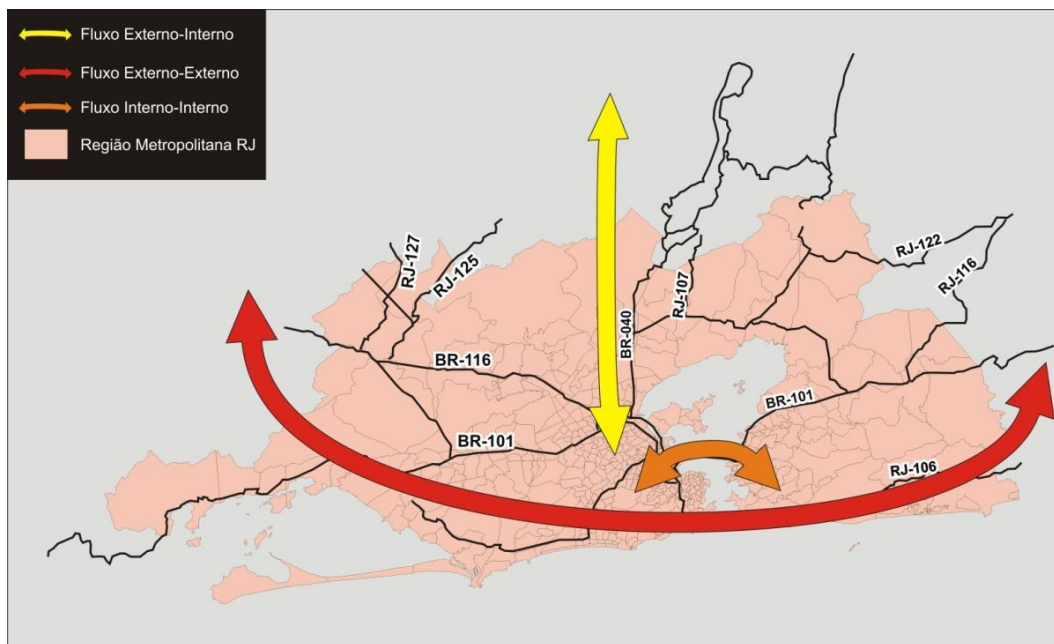 Fluxo Externo-Interno
Fluxo Externo-Externo
Fluxo Interno-Interno
Região Metropolitana RJ
RJ-127
RJ-125
RJ-122
RJ-116
RJ-107
BR-040
BR-116
BR-101
BR-101
RJ-106